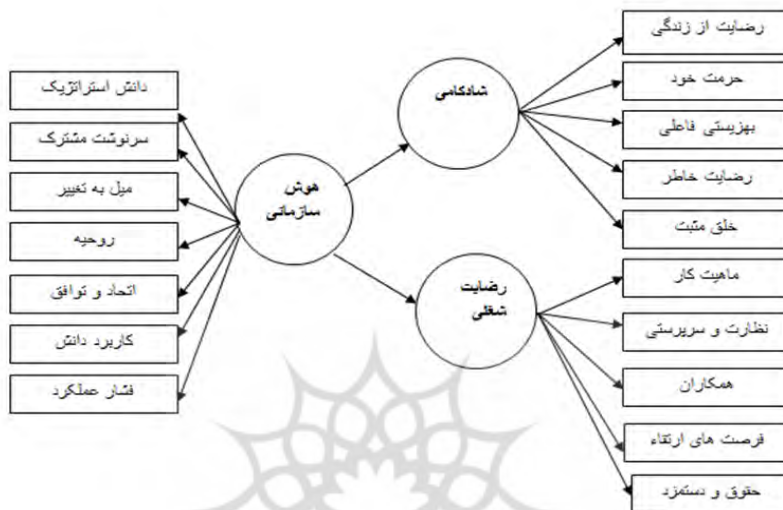 رضایت از زندگی
حرمت خود
بهزیستی فاعلی
رضایت خاطر
خلق مثبت
ماهیت کار
نظارت و سرپرستی
همکاران
فرصت های ارتقاء
حقوق و دستمزد
شادکامی
رضایت
شغلی
هوش
سازمانی
دانش استراتژیک
سرنوشت مشترک
میل به تغییر
روحیه
اتحاد و توافق
کاربرد دانش
فشار عملکرد